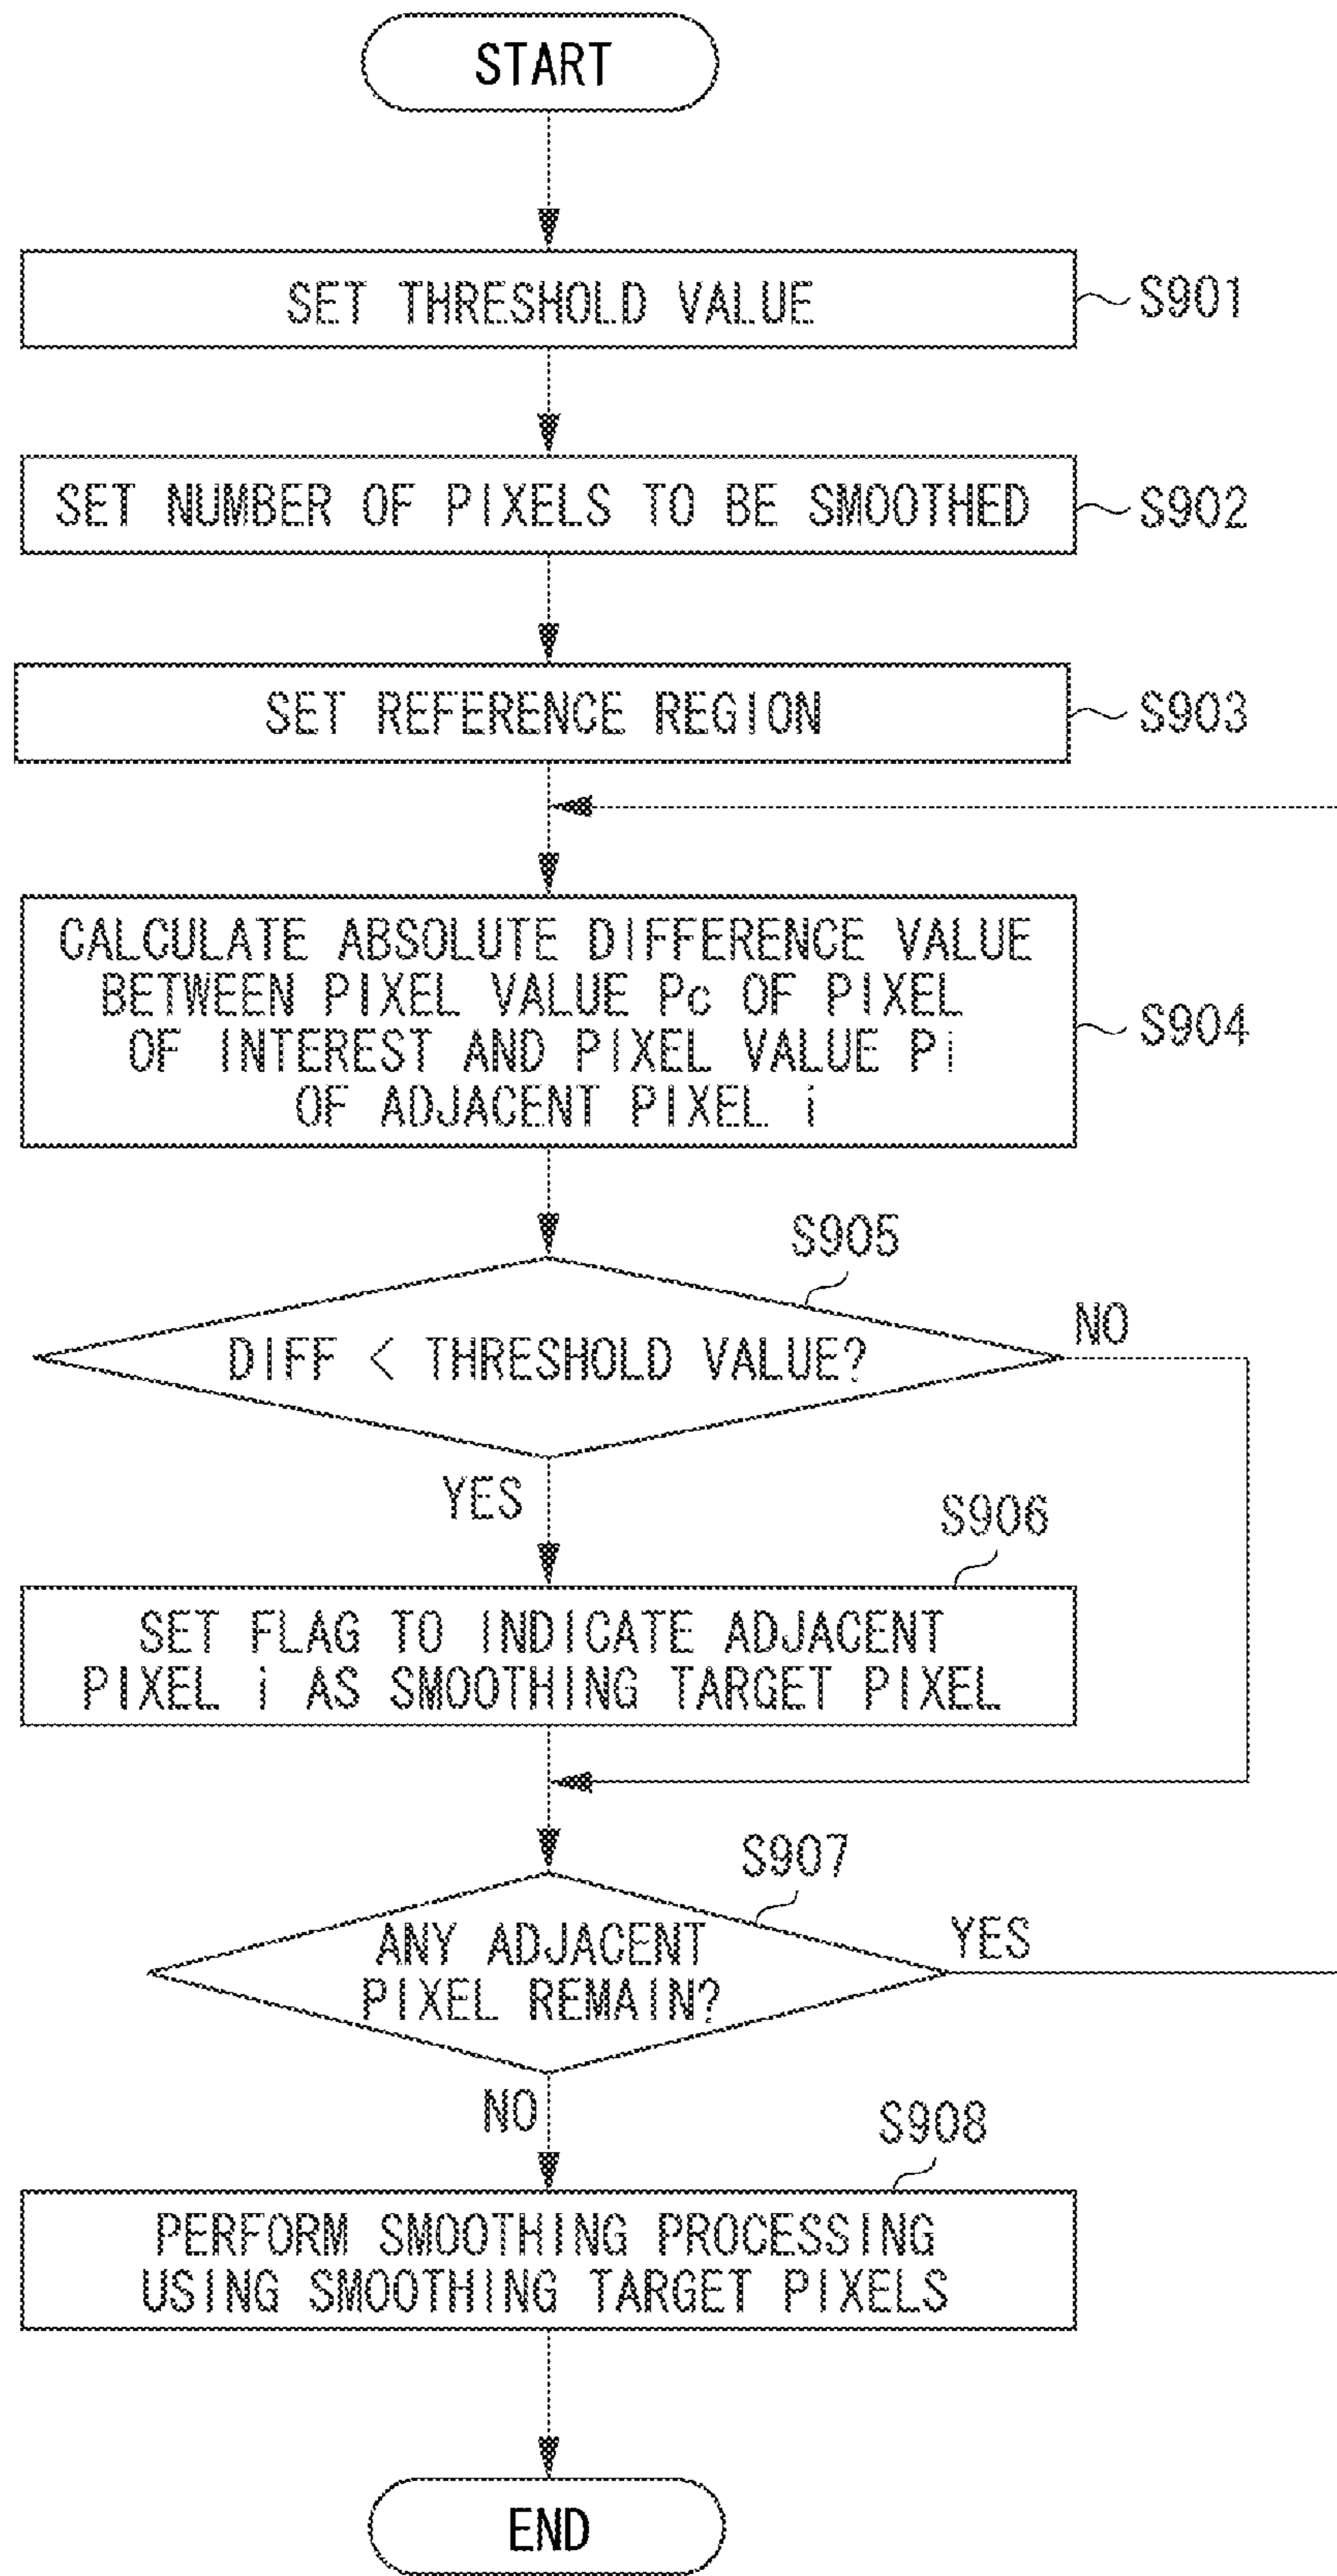 START
SET THRESHOLD VALUE
S901
SET NUMBER OF PIXELS TO BE SMOOTHED
S902
SET REFERENCE REGION
S903
CALCULATE ABSOLUTE DIFFERENCE VALUE
BETWEEN PIXEL VALUE Pc OF PIXEL
OF INTEREST AND PIXEL VALUE Pi
OF ADJACENT PIXEL i
S904
S905
DIFF < THRESHOLD VALUE?
NO
YES
S906
SET FLAG TO INDICATE ADJACENT
PIXEL i AS SMOOTHING TARGET PIXEL
S907
ANY ADJACENT
PIXEL REMAIN?
YES
NO
S908
PERFORM SMOOTHING PROCESSING
USING SMOOTHING TARGET PIXELS
END